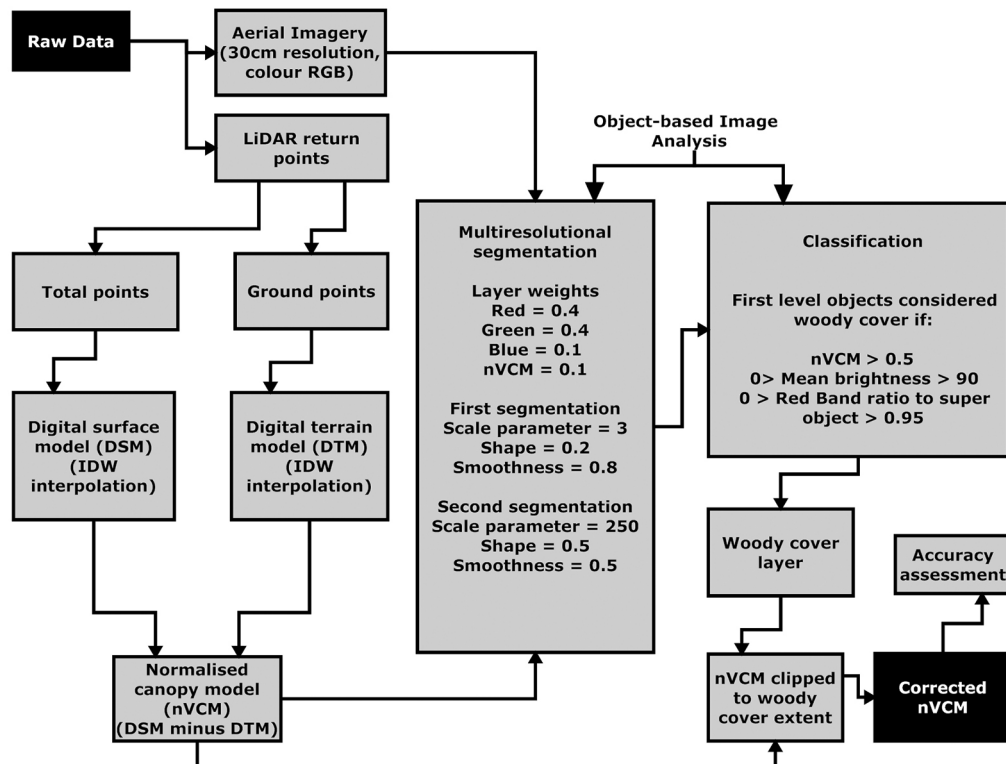 Raw Data
Aerial Imagery
(30cm resolution,
colour RGB)
LiDAR return
points
Total points
Ground points
Digital surface
model (DSM)
(IDW
interpolation)
Digital terrain
model (DTM)
(IDW
interpolation)
Normalised
canopy model
(nVCM)
(DSM minus DTM)
Object-based Image
Analysis
Multiresolutional
segmentation
Layer weights
Red = 0.4
Green = 0.4
Blue = 0.1
nVCM = 0.1
First segmentation
Scale parameter = 3
Shape = 0.2
Smoothness = 0.8
Second segmentation
Scale parameter = 250
Shape = 0.5
Smoothness = 0.5
Classification
First level objects considered
woody cover if:
nVCM > 0.5
0> Mean brightness > 90
0 > Red Band ratio to super
object > 0.95
Woody cover
layer
nVCM clipped
to woody
cover extent
Corrected
nVCM
Accuracy
assessment